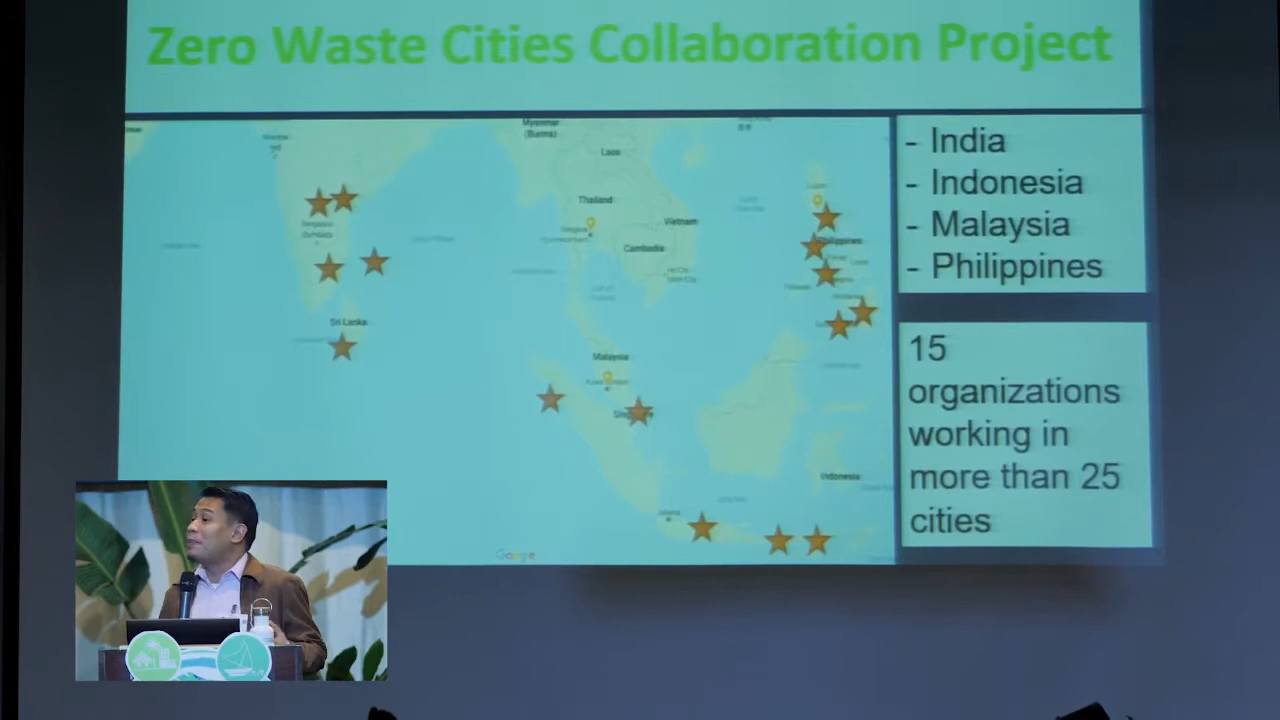 Zero Waste Cities Collaboration Project
Myanmar
(Burma)
Laos
- India
Thailand
- Indonesia
Vietnam
- Malaysia
Philippines
Cambodia
- Philippines
Sri Lanka
15
organizations
working in
more than 25
cities
Malaysia
Indonesia
Google